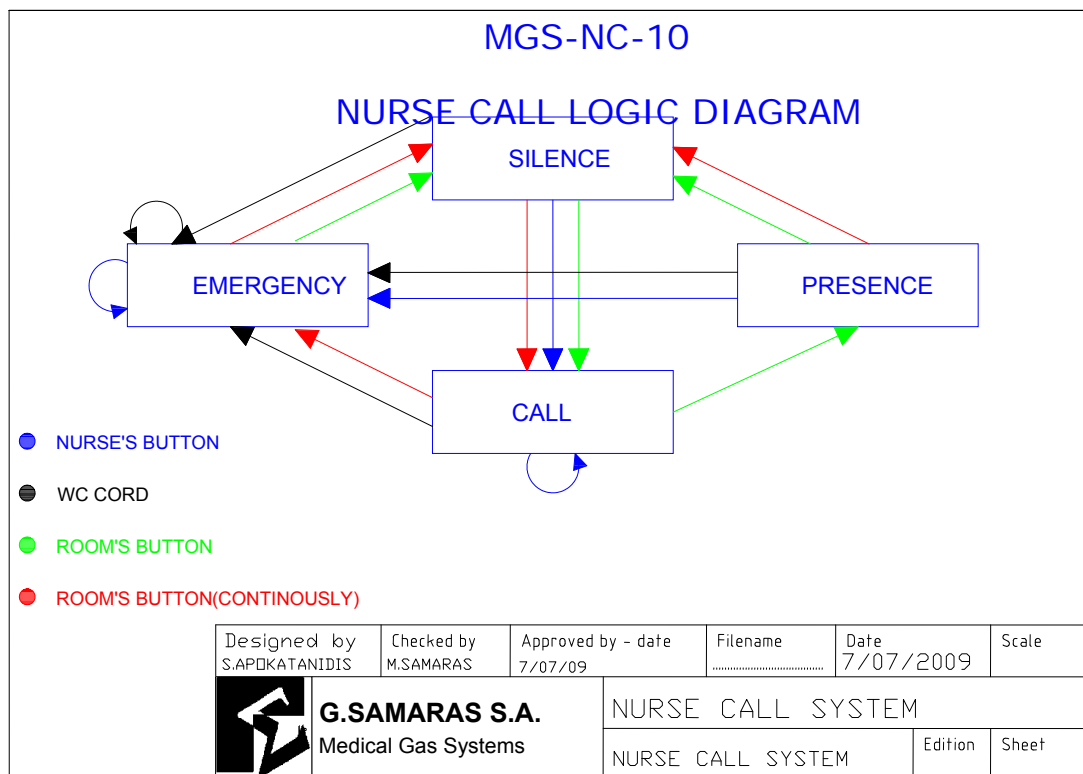 MGS-NC-10
NURSE CALL LOGIC DIAGRAM
SILENCE
EMERGENCY
PRESENCE
CALL
NURSE'S BUTTON
WC CORD
ROOM'S BUTTON
ROOM'S BUTTON(CONTINOUSLY)
Designed by
S.AP□KATANIDIS
Checked by
M.SAMARAS
Approved by - date
7/07/09
Filename
Date
7/07/2009
Scale
G.SAMARAS S.A.
Medical Gas Systems
NURSE CALL SYSTEM
NURSE CALL SYSTEM
Edition
Sheet